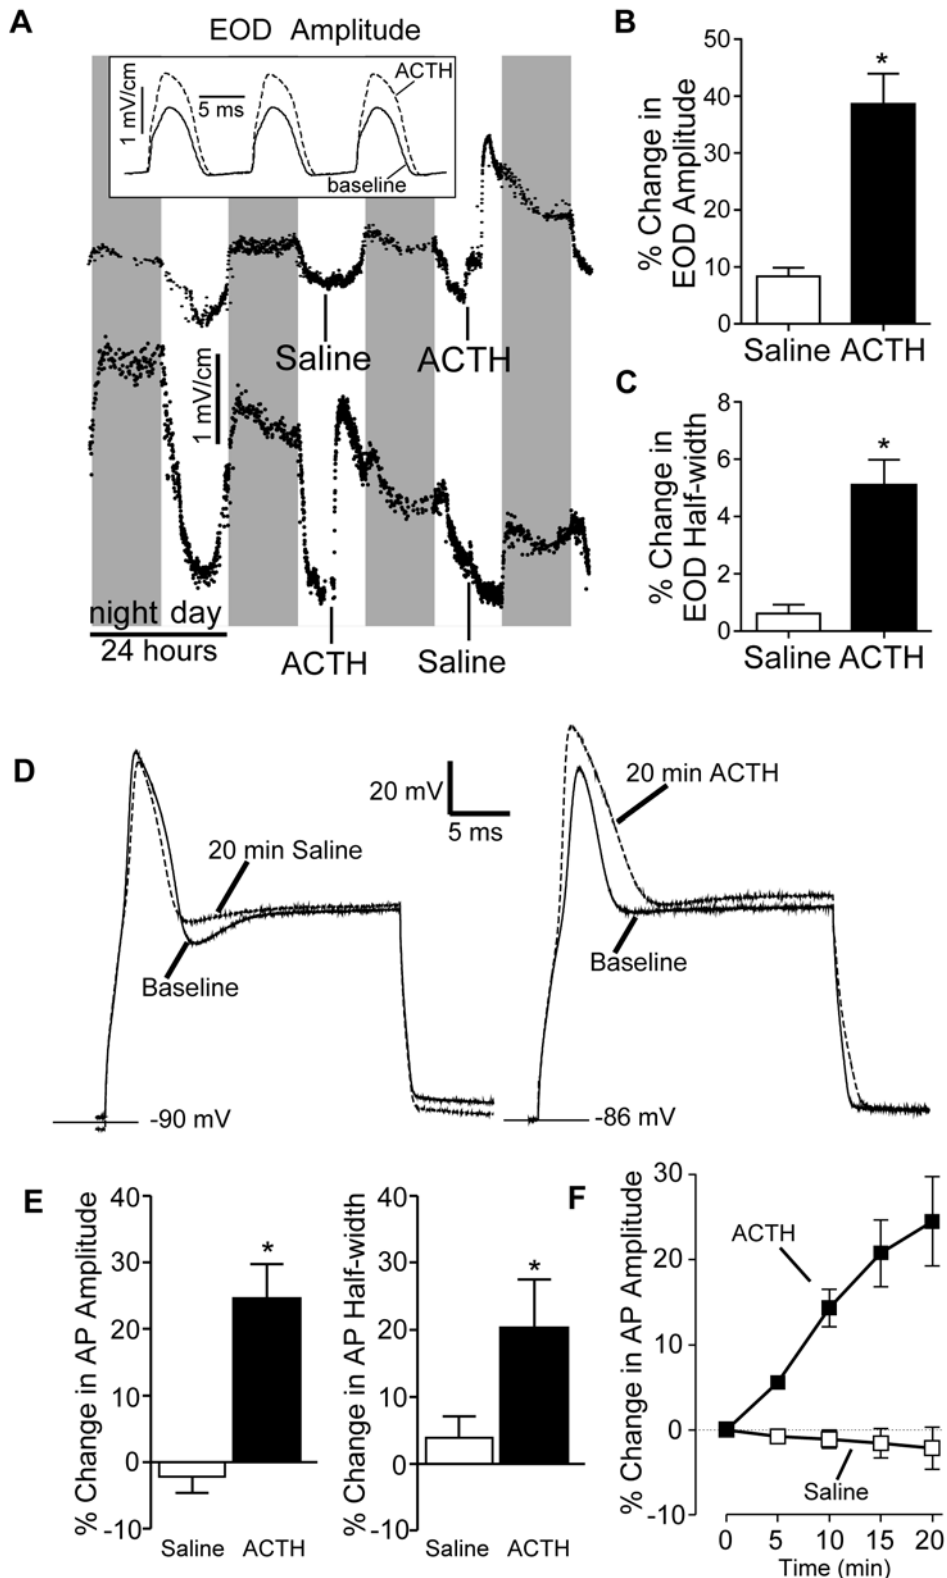 A
EOD Amplitude
1 mV/cm
5 ms
ACTH
baseline
Saline
ACTH
1 mV/cm
night day
24 hours
ACTH
Saline
B
% Change in
EOD Amplitude
50
40
30
20
10
0
*
Saline ACTH
C
% Change in
EOD Half-width
8
6
4
2
0
*
Saline ACTH
D
20 min Saline
Baseline
-90 mV
20 mV
5 ms
20 min ACTH
Baseline
-86 mV
E
% Change in AP Amplitude
40
30
20
10
0
-10
*
Saline ACTH
% Change in AP Half-width
40
30
20
10
0
-10
*
Saline ACTH
F
% Change in AP Amplitude
30
20
10
0
-10
ACTH
Saline
0 5 10 15 20
Time (min)